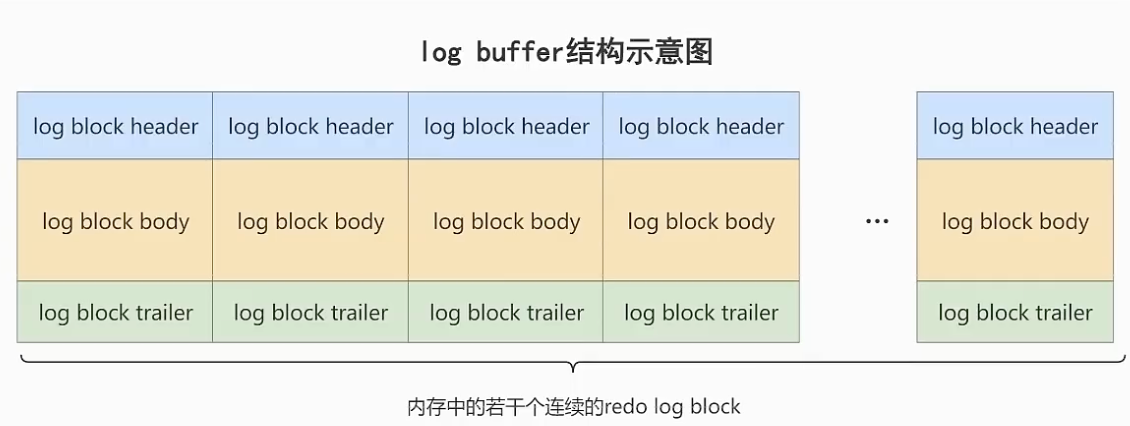 log buffer结构示意图
log block header log block header log block header log block header log block header
log block body log block body log block body log block body ... log block body
log block trailer log block trailer log block trailer log block trailer log block trailer
内存中的若干个连续的redo log block